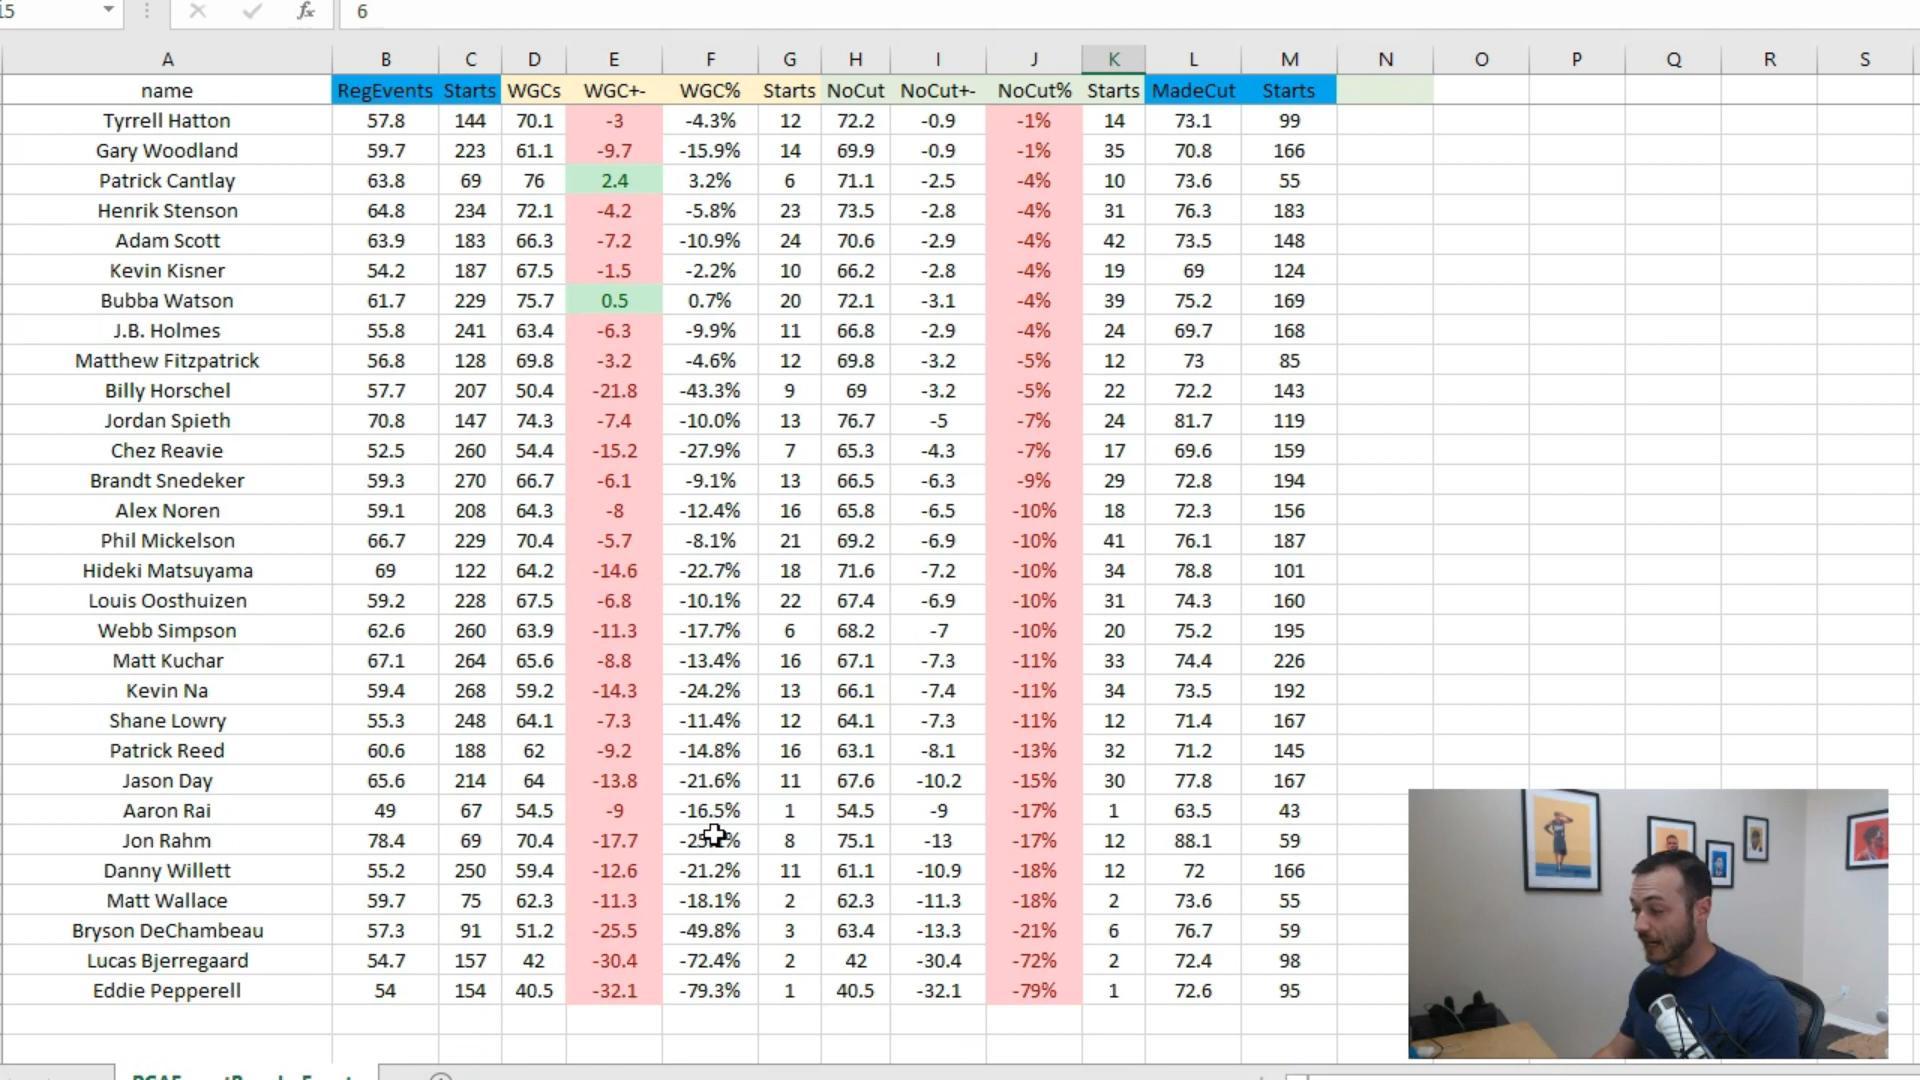 15 fx 6
A B C D E F G H I J K L M N O P Q R S
name RegEvents Starts WGCs WGC+- WGC% Starts NoCut NoCut+- NoCut% Starts MadeCut Starts
Tyrrell Hatton 57.8 144 70.1 -3 -4.3% 12 72.2 -0.9 -1% 14 73.1 99
Gary Woodland 59.7 223 61.1 -9.7 -15.9% 14 69.9 -0.9 -1% 35 70.8 166
Patrick Cantlay 63.8 69 76 2.4 3.2% 6 71.1 -2.5 -4% 10 73.6 55
Henrik Stenson 64.8 234 72.1 -4.2 -5.8% 23 73.5 -2.8 -4% 31 76.3 183
Adam Scott 63.9 183 66.3 -7.2 -10.9% 24 70.6 -2.9 -4% 42 73.5 148
Kevin Kisner 54.2 187 67.5 -1.5 -2.2% 10 66.2 -2.8 -4% 19 69 124
Bubba Watson 61.7 229 75.7 0.5 0.7% 20 72.1 -3.1 -4% 39 75.2 169
J.B. Holmes 55.8 241 63.4 -6.3 -9.9% 11 66.8 -2.9 -4% 24 69.7 168
Matthew Fitzpatrick 56.8 128 69.8 -3.2 -4.6% 12 69.8 -3.2 -5% 12 73 85
Billy Horschel 57.7 207 50.4 -21.8 -43.3% 9 69 -3.2 -5% 22 72.2 143
Jordan Spieth 70.8 147 74.3 -7.4 -10.0% 13 76.7 -5 -7% 24 81.7 119
Chez Reavie 52.5 260 54.4 -15.2 -27.9% 7 65.3 -4.3 -7% 17 69.6 159
Brandt Snedeker 59.3 270 66.7 -6.1 -9.1% 13 66.5 -6.3 -9% 29 72.8 194
Alex Noren 59.1 208 64.3 -8 -12.4% 16 65.8 -6.5 -10% 18 72.3 156
Phil Mickelson 66.7 229 70.4 -5.7 -8.1% 21 69.2 -6.9 -10% 41 76.1 187
Hideki Matsuyama 69 122 64.2 -14.6 -22.7% 18 71.6 -7.2 -10% 34 78.8 101
Louis Oosthuizen 59.2 228 67.5 -6.8 -10.1% 22 67.4 -6.9 -10% 31 74.3 160
Webb Simpson 62.6 260 63.9 -11.3 -17.7% 6 68.2 -7 -10% 20 75.2 195
Matt Kuchar 67.1 264 65.6 -8.8 -13.4% 16 67.1 -7.3 -11% 33 74.4 226
Kevin Na 59.4 268 59.2 -14.3 -24.2% 13 66.1 -7.4 -11% 34 73.5 192
Shane Lowry 55.3 248 64.1 -7.3 -11.4% 12 64.1 -7.3 -11% 12 71.4 167
Patrick Reed 60.6 188 62 -9.2 -14.8% 16 63.1 -8.1 -13% 32 71.2 145
Jason Day 65.6 214 64 -13.8 -21.6% 11 67.6 -10.2 -15% 30 77.8 167
Aaron Rai 49 67 54.5 -9 -16.5% 1 54.5 -9 -17% 1 63.5 43
Jon Rahm 78.4 69 70.4 -17.7 8 75.1 -13 -17% 12 88.1 59
Danny Willett 55.2 250 59.4 -12.6 -21.2% 11 61.1 -10.9 -18% 12 72 166
Matt Wallace 59.7 75 62.3 -11.3 -18.1% 2 62.3 -11.3 -18% 2 73.6 55
Bryson DeChambeau 57.3 91 51.2 -25.5 -49.8% 3 63.4 -13.3 -21% 6 76.7 59
Lucas Bjerregaard 54.7 157 42 -30.4 -72.4% 2 42 -30.4 -72% 2 72.4 98
Eddie Pepperell 54 154 40.5 -32.1 -79.3% 1 40.5 -32.1 -79% 1 72.6 95